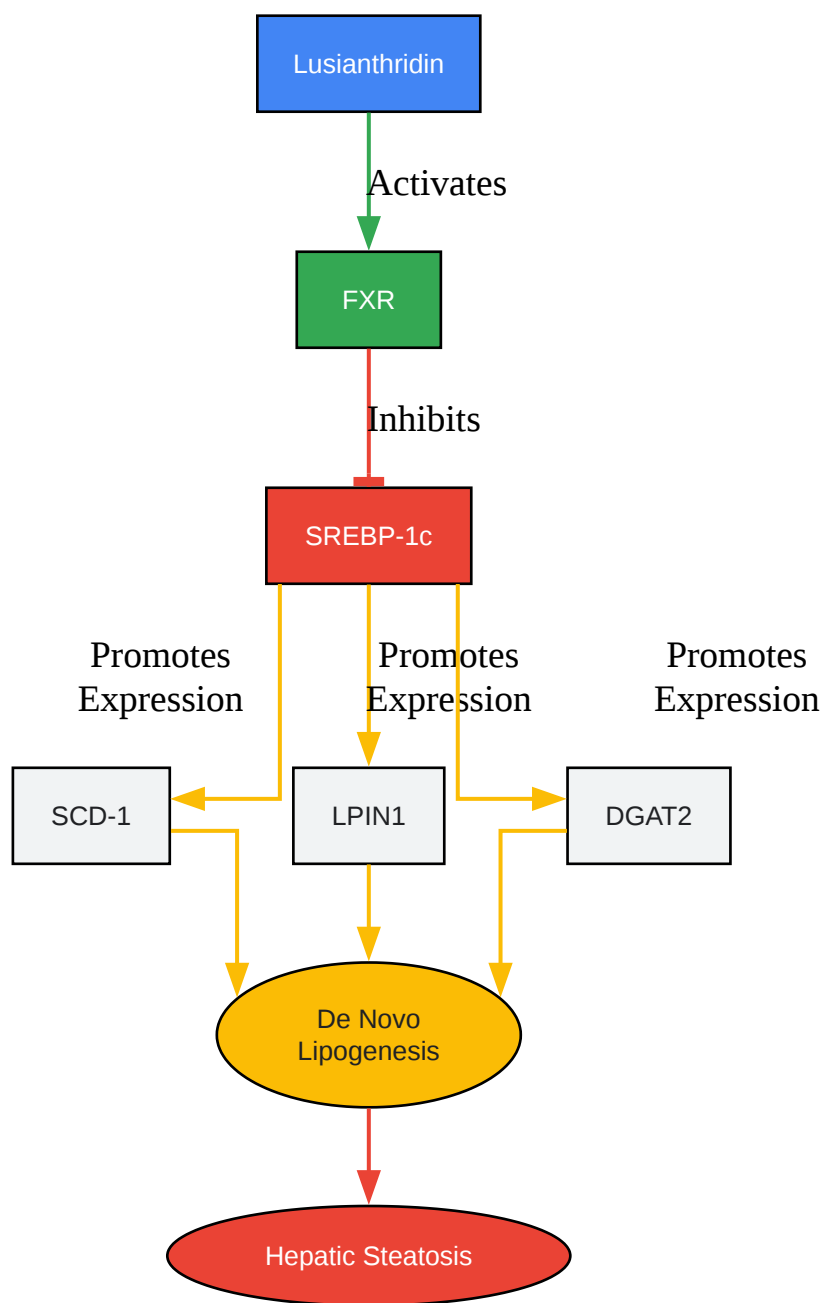 Lusianthridin
Activates
FXR
Inhibits
SREBP-1c
Promotes
Expression
Promotes
Expression
Promotes
Expression
SCD-1
LPIN1
DGAT2
De Novo
Lipogenesis
Hepatic Steatosis